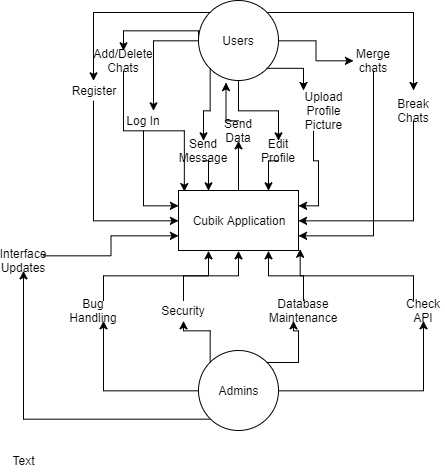 Users
Add/Delete
Chats
Merge
chats
Register
Upload
Profile
Picture
Break
Chats
Log In
Send
Data
Send
Message
Edit
Profile
Cubik Application
Interface
Updates
Bug
Handling
Security
Database
Maintenance
Check
API
Admins
Text